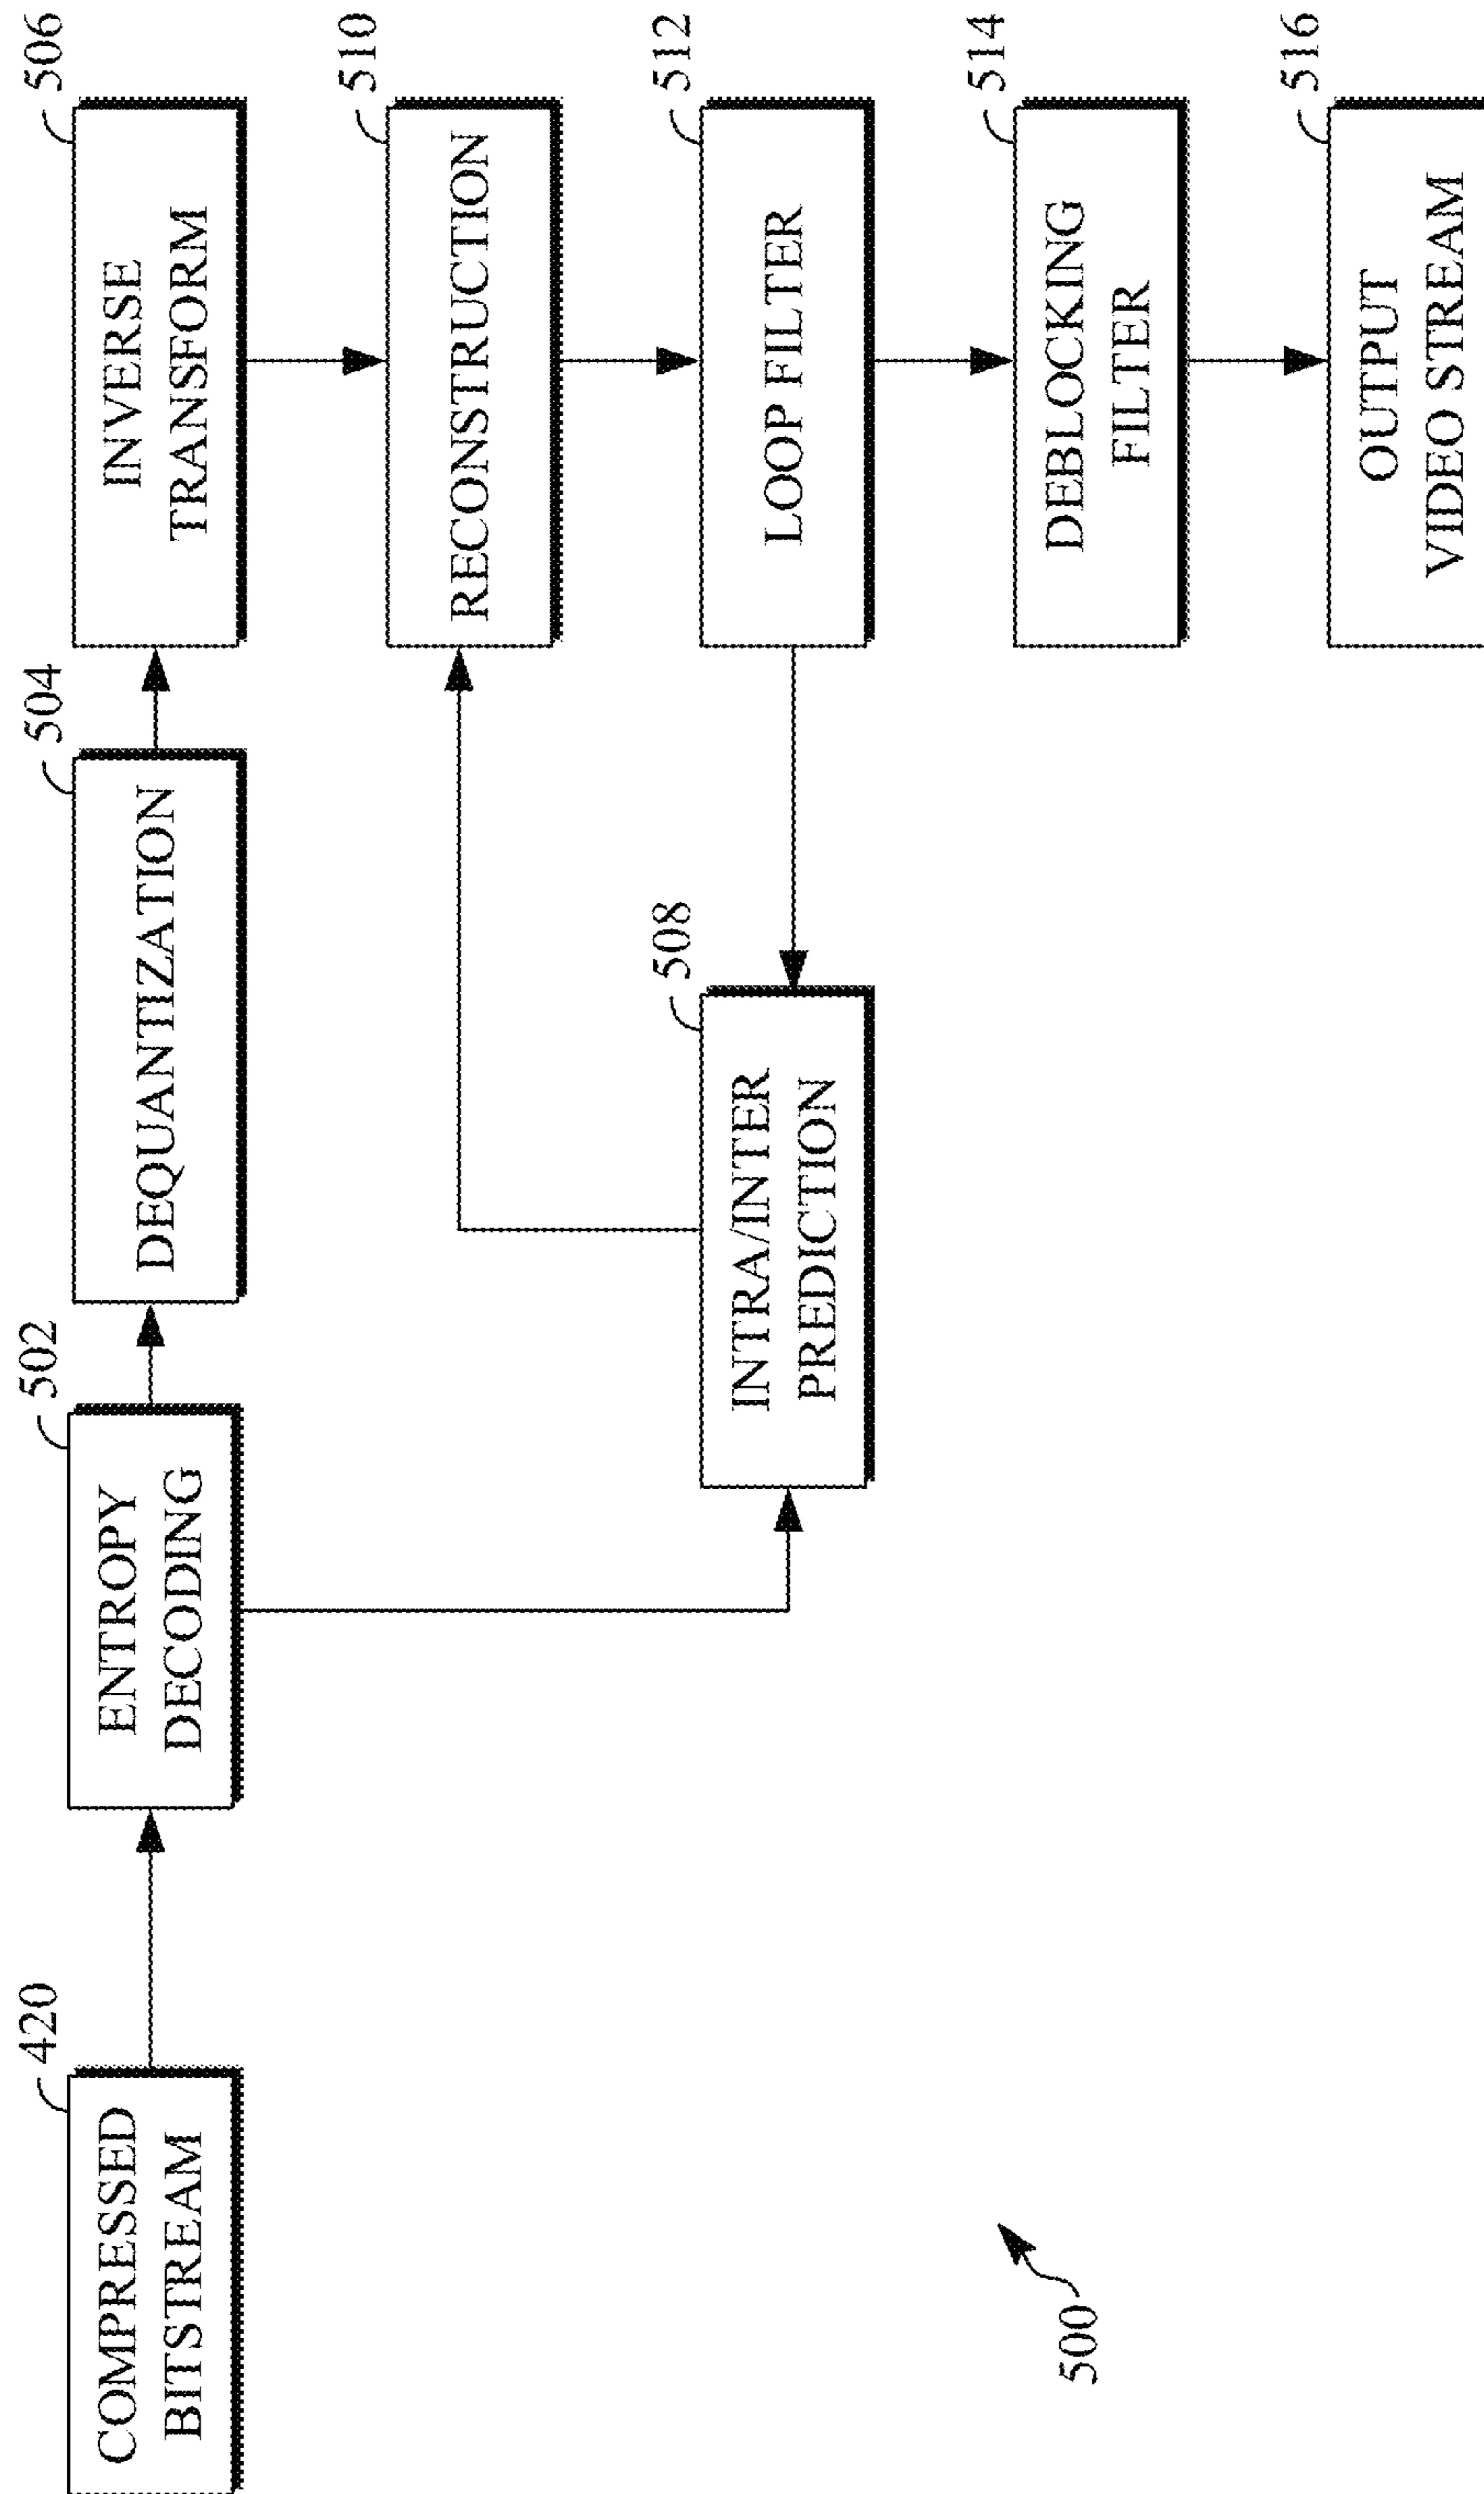 420
COMPRESSED
BITSTREAM
502
ENTROPY
DECODING
504
DEQUANTIZATION
506
INVERSE
TRANSFORM
510
RECONSTRUCTION
508
INTRA/INTER
PREDICTION
512
LOOP FILTER
514
DEBLOCKING
FILTER
516
OUTPUT
VIDEO STREAM
500